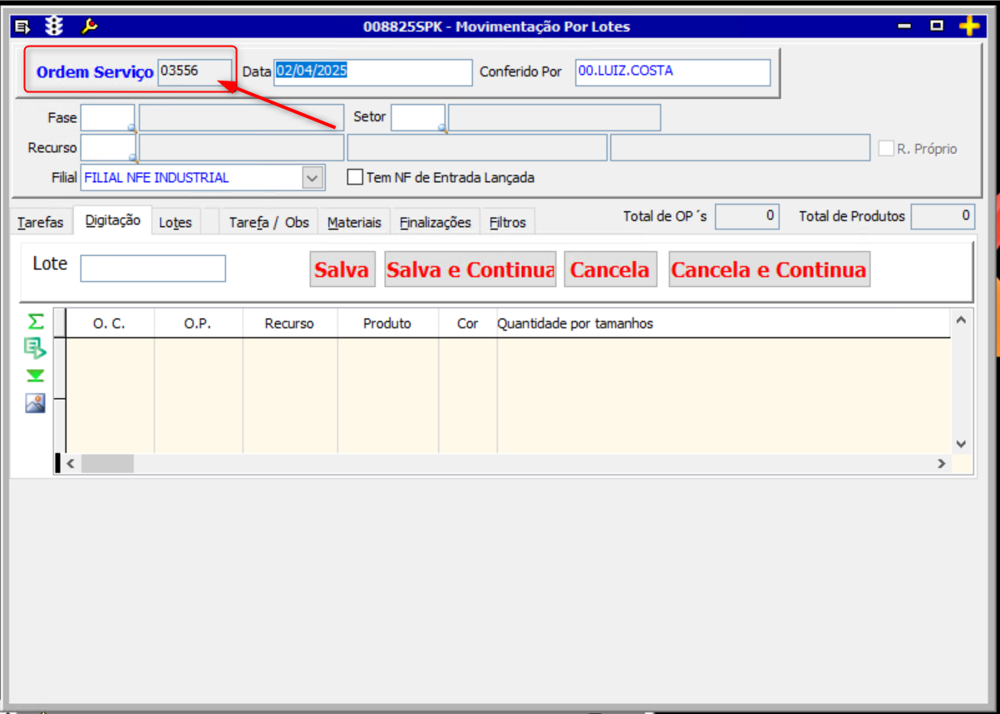 008825SPK - Movimentação Por Lotes
Ordem Serviço 03556 Data 02/04/2025 Conferido Por 00.LUIZ.COSTA
Fase Setor
Recurso R. Próprio
Filial FILIAL NFE INDUSTRIAL Tem NF de Entrada Lançada
Tarefas Digitação Lotes Tarefa / Obs Materiais Finalizações Filtros Total de OP´s 0 Total de Produtos 0
Lote Salva Salva e Continua Cancela Cancela e Continua
O. C. O.P. Recurso Produto Cor Quantidade por tamanhos